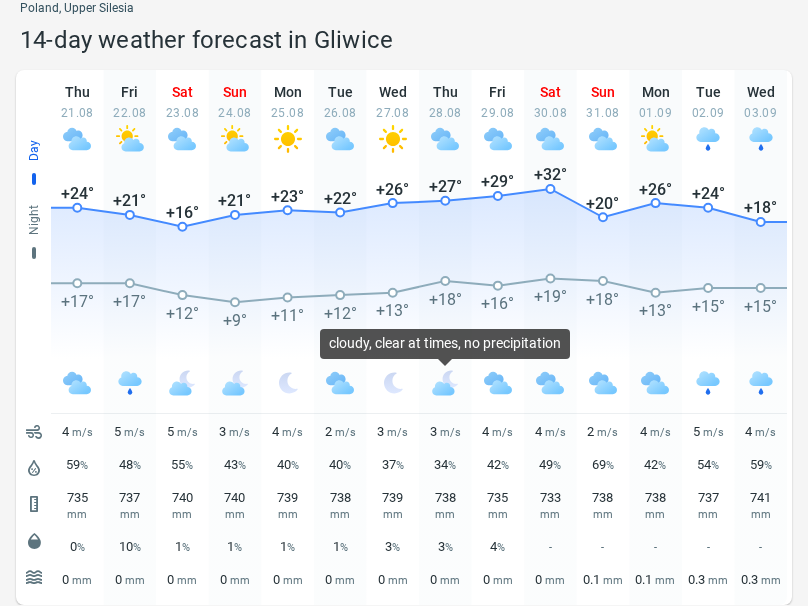 Poland, Upper Silesia
14-day weather forecast in Gliwice
Thu Fri Sat Sun Mon Tue Wed Thu Fri Sat Sun Mon Tue Wed
21.08 22.08 23.08 24.08 25.08 26.08 27.08 28.08 29.08 30.08 31.08 01.09 02.09 03.09
Day
+24° +21° +16° +21° +23° +22° +26° +27° +29° +32° +20° +26° +24° +18°
Night
+17° +17° +12° +9° +11° +12° +13° +18° +16° +19° +18° +13° +15° +15°
cloudy, clear at times, no precipitation
4 m/s 5 m/s 5 m/s 3 m/s 4 m/s 2 m/s 3 m/s 3 m/s 4 m/s 4 m/s 2 m/s 4 m/s 5 m/s 4 m/s
59% 48% 55% 43% 40% 40% 37% 34% 42% 49% 69% 42% 54% 59%
735 737 740 740 739 738 739 738 735 733 738 738 737 741
mm mm mm mm mm mm mm mm mm mm mm mm mm mm
0% 10% 1% 1% 1% 1% 3% 3% 4% - - - - -
0 mm 0 mm 0 mm 0 mm 0 mm 0 mm 0 mm 0 mm 0 mm 0 mm 0.1 mm 0.1 mm 0.3 mm 0.3 mm